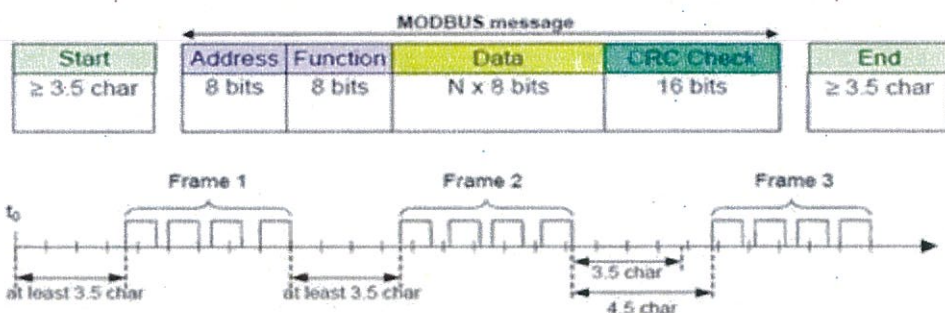 MODBUS message
Start Address Function Data CRC Check End
≥ 3.5 char 8 bits 8 bits N x 8 bits 16 bits ≥ 3.5 char
Frame 1 Frame 2 Frame 3
t0
at least 3.5 char at least 3.5 char 3.5 char
4.5 char